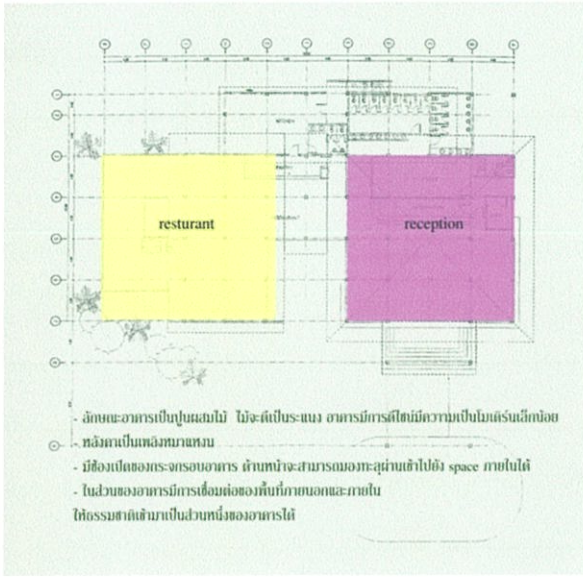 resturant
reception
- ลักษณะอาคารเป็นปูนผสมไม้ ไม้จะตีเป็นระแนง อาคารมีการดีไซน์มีความเป็นโมเดิร์นเล็กน้อย
- หลังคาเป็นเพลิงหมาแหงน
- มีช่องเปิดของกระจกรอบอาคาร ด้านหน้าจะสามารถมองทะลุผ่านเข้าไปยัง space ภายในได้
- ในส่วนของอาคารมีการเชื่อมต่อของพื้นที่ภายนอกและภายใน
ให้ธรรมชาติเข้ามาเป็นส่วนหนึ่งของอาคารได้